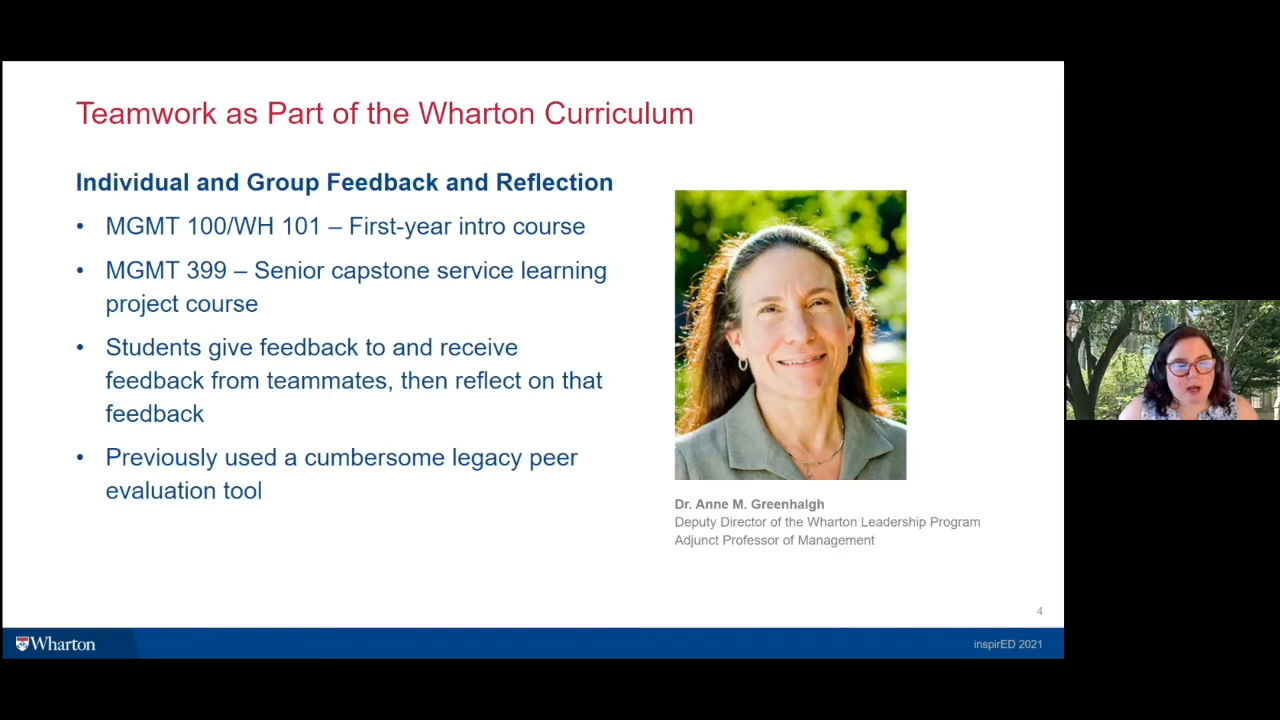 Teamwork as Part of the Wharton Curriculum
Individual and Group Feedback and Reflection
• MGMT 100/WH 101 – First-year intro course
• MGMT 399 – Senior capstone service learning
project course
• Students give feedback to and receive
feedback from teammates, then reflect on that
feedback
• Previously used a cumbersome legacy peer
evaluation tool
Dr. Anne M. Greenhalgh
Deputy Director of the Wharton Leadership Program
Adjunct Professor of Management
4
Wharton
inspirED 2021